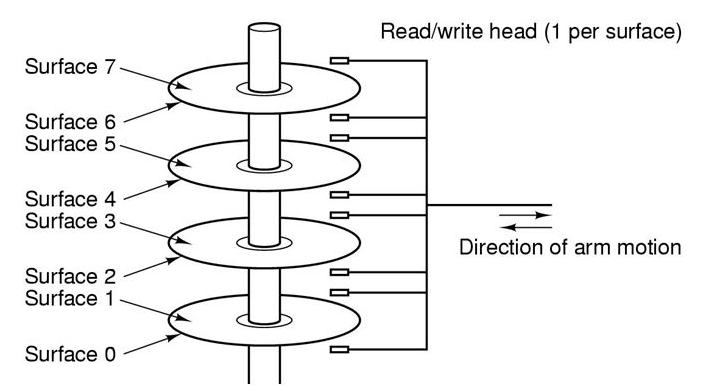 Read/write head (1 per surface)
Surface 7
Surface 6
Surface 5
Surface 4
Surface 3
Direction of arm motion
Surface 2
Surface 1
Surface 0